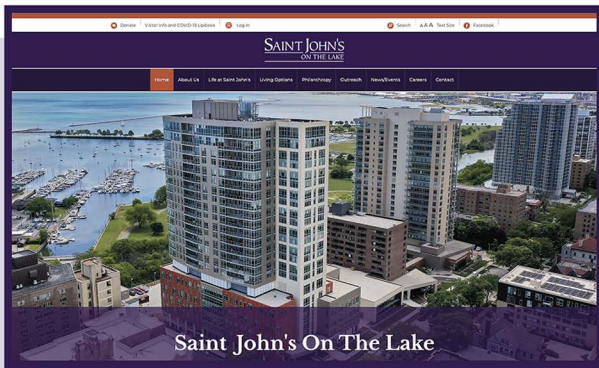 Donate Visitor Info and COVID-19 Updates Log In Search A A A Text Size Facebook
SAINT JOHN'S
ON THE LAKE
Home About Us Life at Saint John's Living Options Philanthropy Outreach News/Events Careers Contact
Saint John's On The Lake